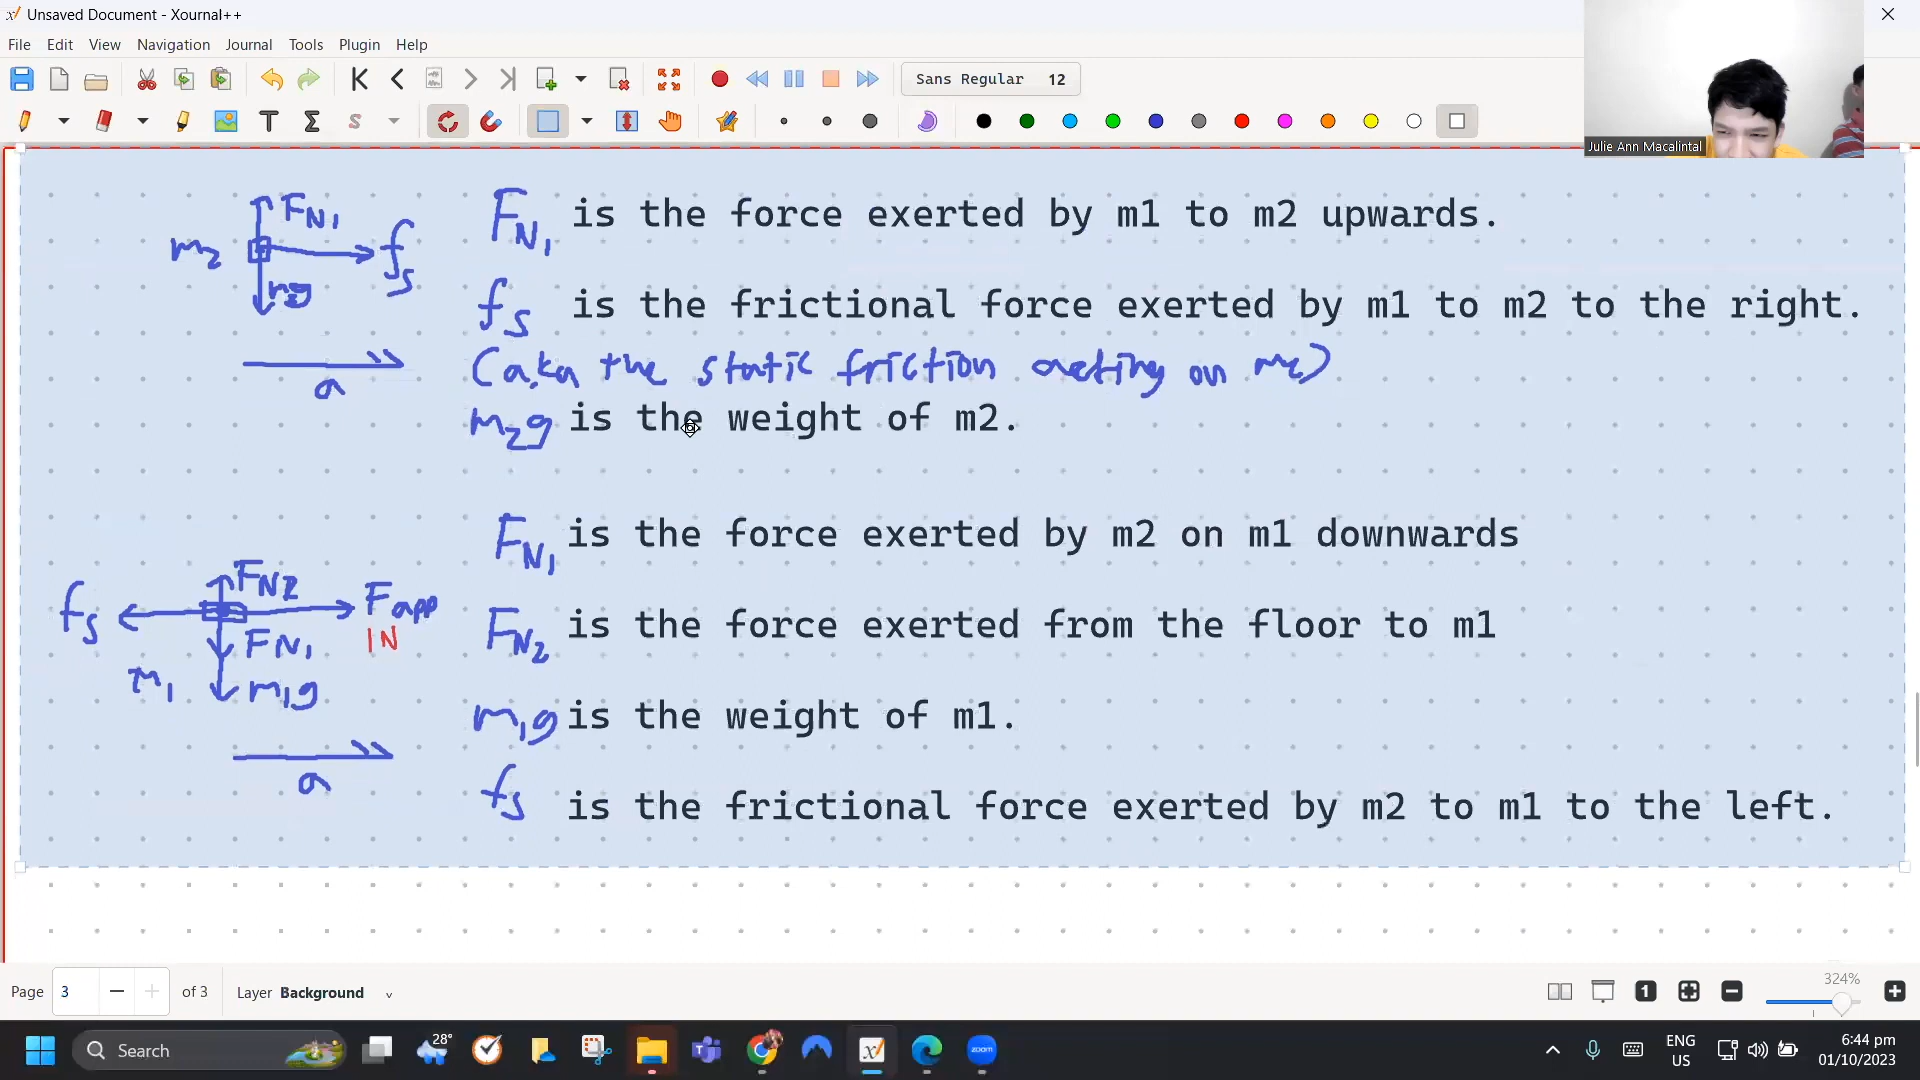 Unsaved Document - Xournal++
File Edit View Navigation Journal Tools Plugin Help
Sans Regular 12
Julie Ann Macalintal
FN1
m2
fs
a
FN1 is the force exerted by m1 to m2 upwards.
fs is the frictional force exerted by m1 to m2 to the right.
(aka the static friction acting on
m2g is the weight of m2.
FN1 is the force exerted by m2 on m1 downwards
FN2
fs
Fapp
1N
FN1
m1
m1g
a
FN2 is the force exerted from the floor to m1
m1g is the weight of m1.
fs is the frictional force exerted by m2 to m1 to the left.
Page 3 of 3 Layer Background
324%
1
28°
Search
zoom
ENG
US
6:44 pm
01/10/2023